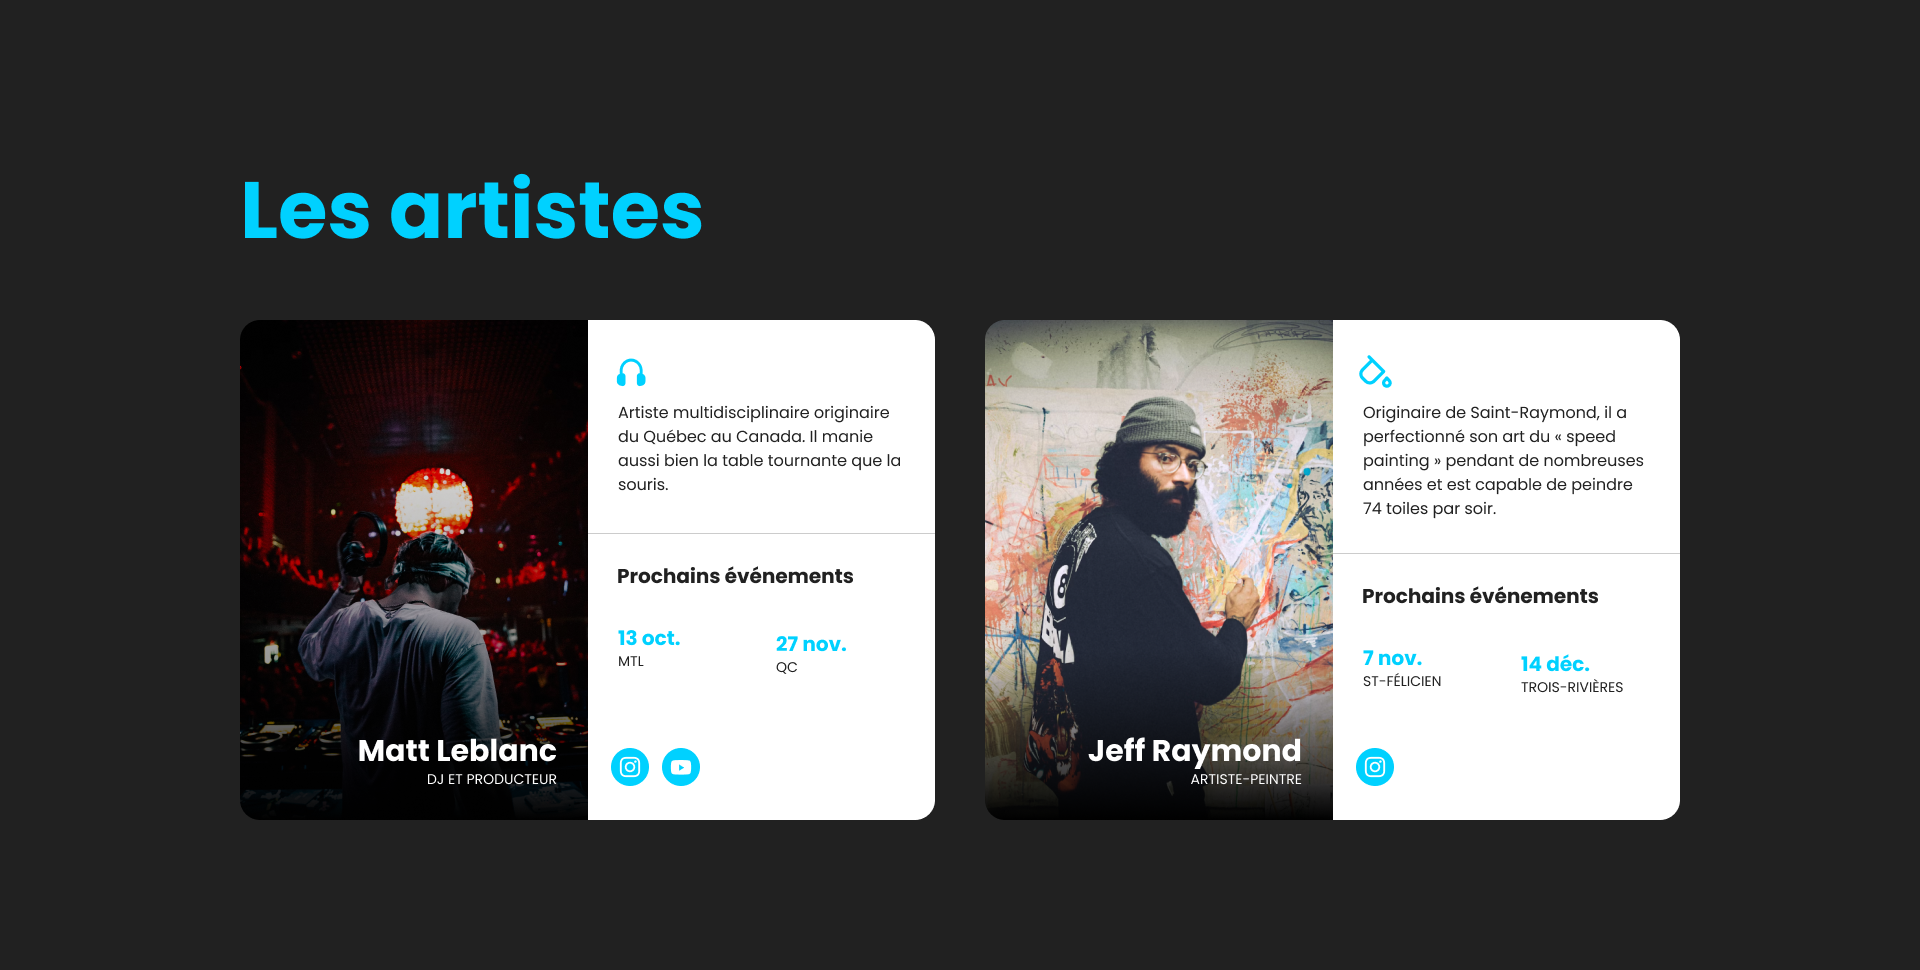 Les artistes
Matt Leblanc
DJ ET PRODUCTEUR
Artiste multidisciplinaire originaire
du Québec au Canada. Il manie
aussi bien la table tournante que la
souris.
Prochains événements
13 oct.
MTL
27 nov.
QC
Jeff Raymond
ARTISTE-PEINTRE
Originaire de Saint-Raymond, il a
perfectionné son art du « speed
painting » pendant de nombreuses
années et est capable de peindre
74 toiles par soir.
Prochains événements
7 nov.
ST-FÉLICIEN
14 déc.
TROIS-RIVIÈRES